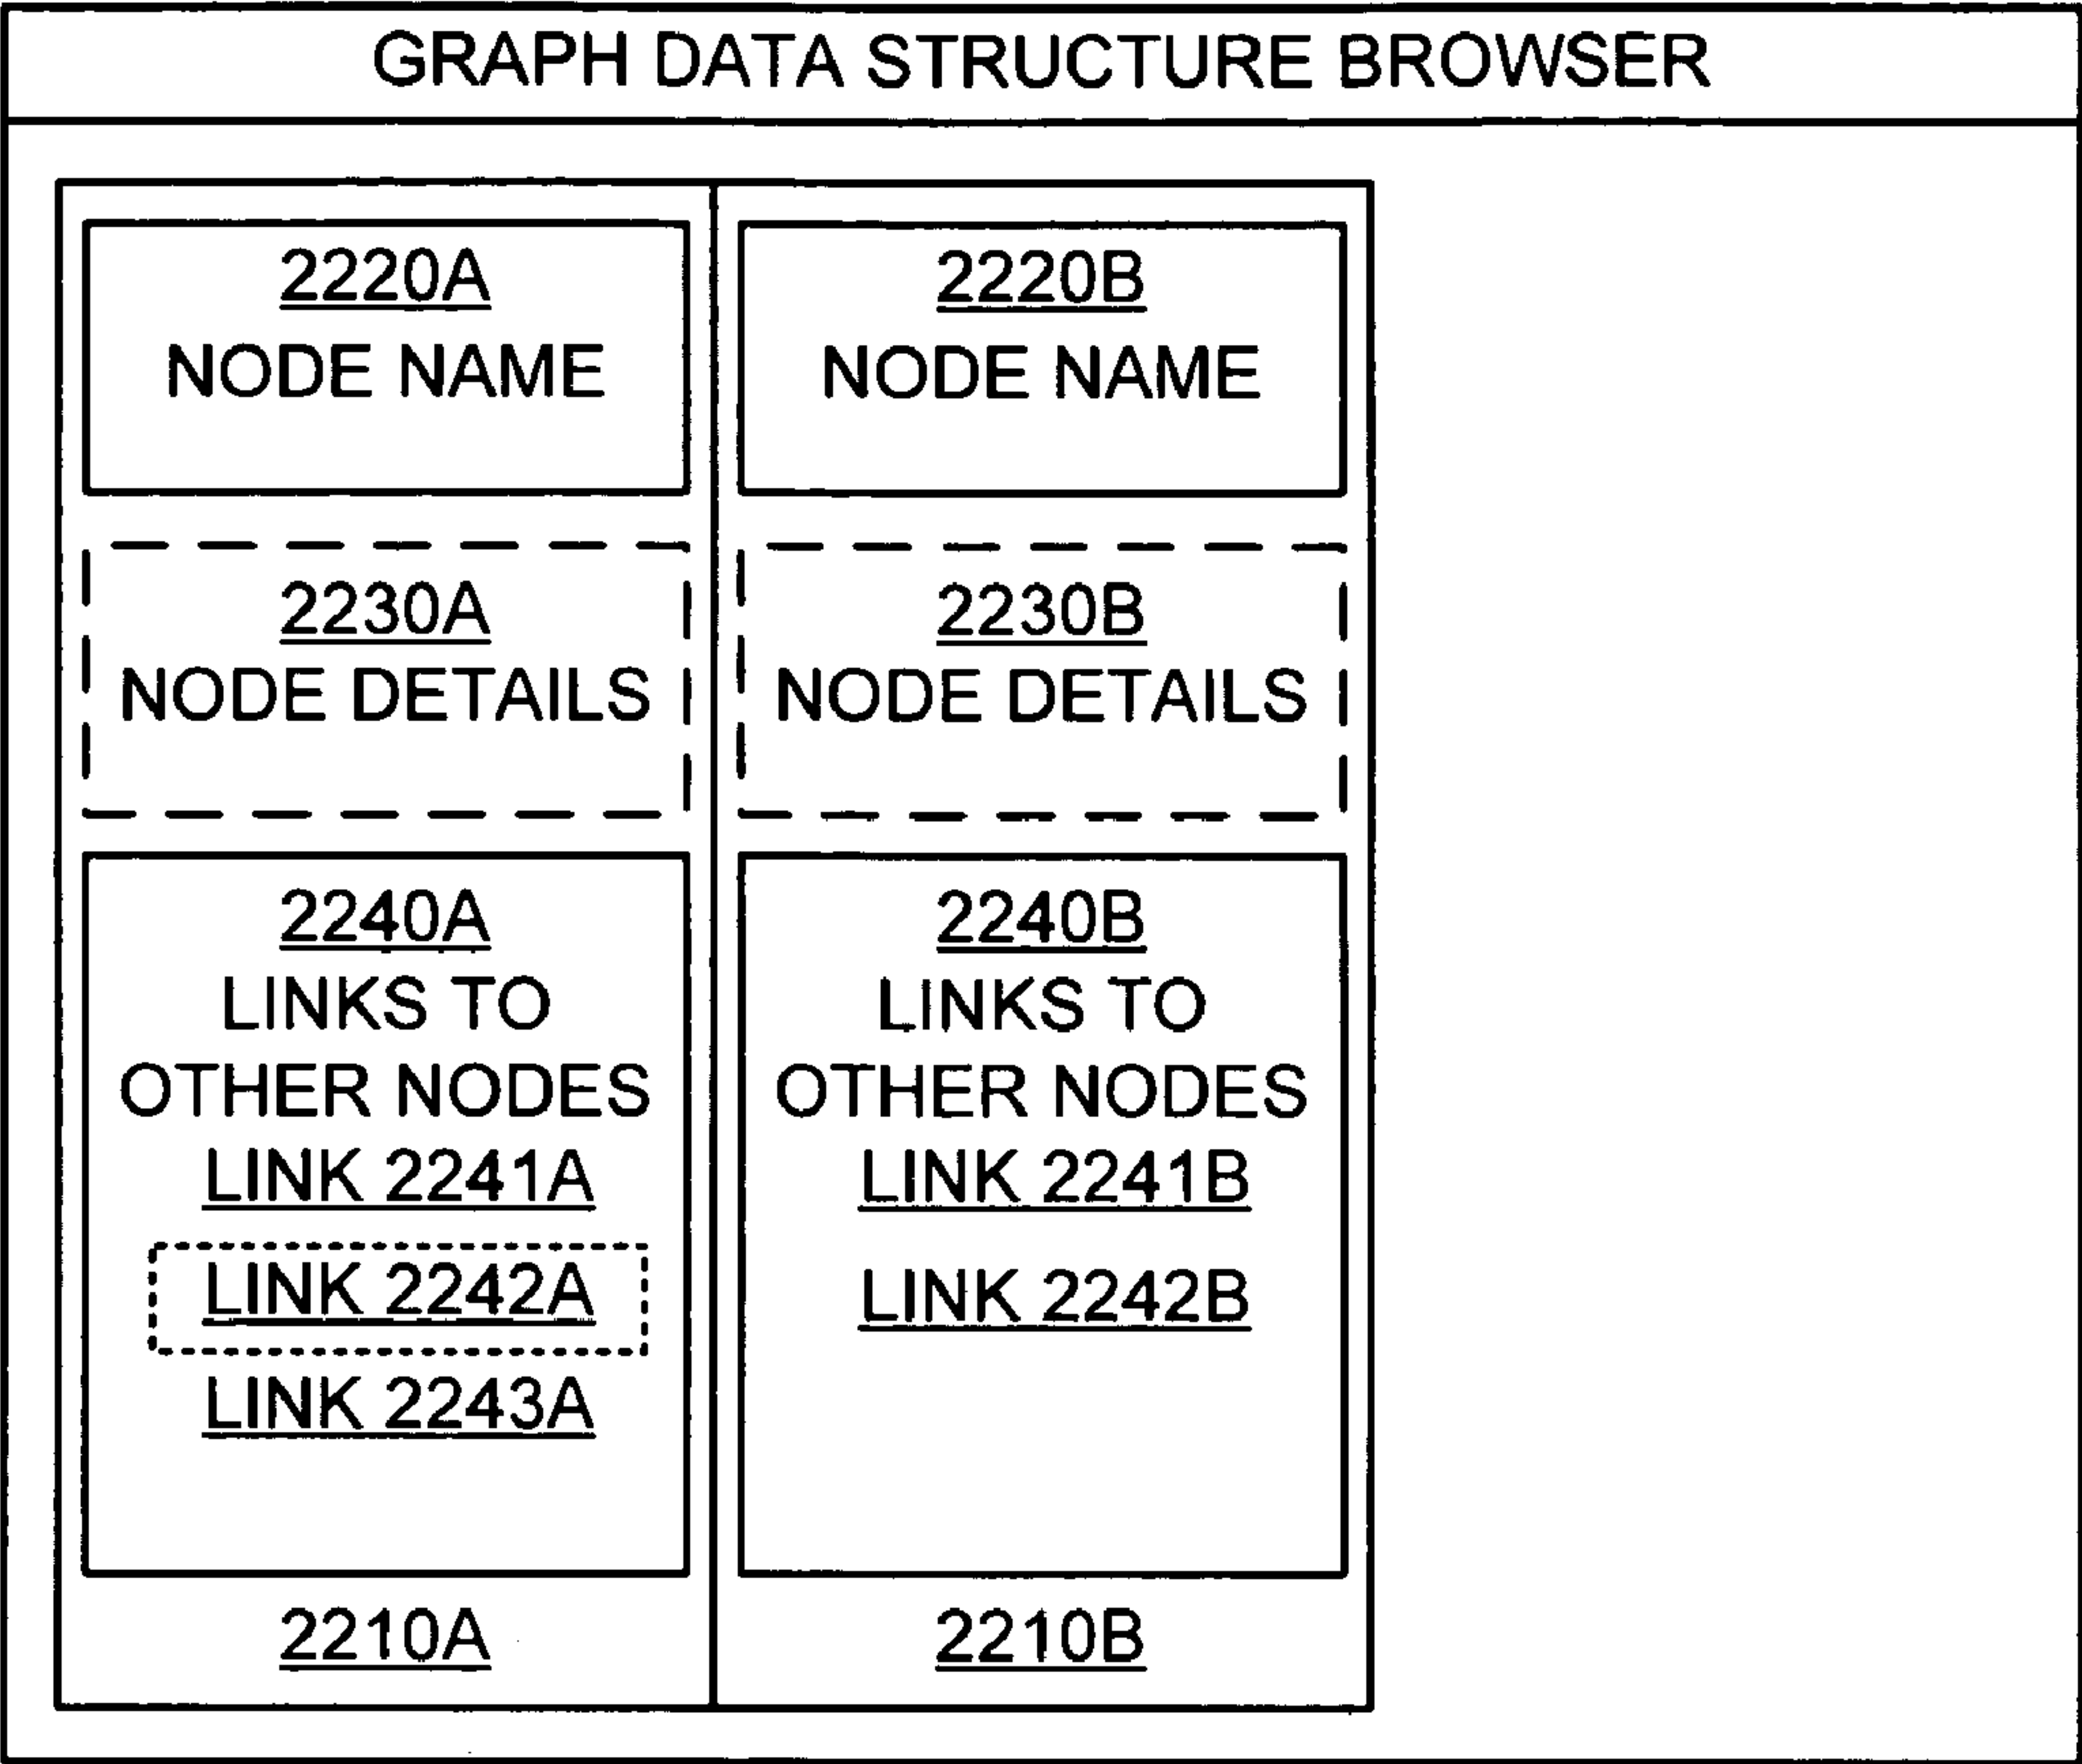 GRAPH DATA STRUCTURE BROWSER
2220A
NODE NAME
2230A
NODE DETAILS
2240A
LINKS TO
OTHER NODES
LINK 2241A
LINK 2242A
LINK 2243A
2210A
2220B
NODE NAME
2230B
NODE DETAILS
2240B
LINKS TO
OTHER NODES
LINK 2241B
LINK 2242B
2210B